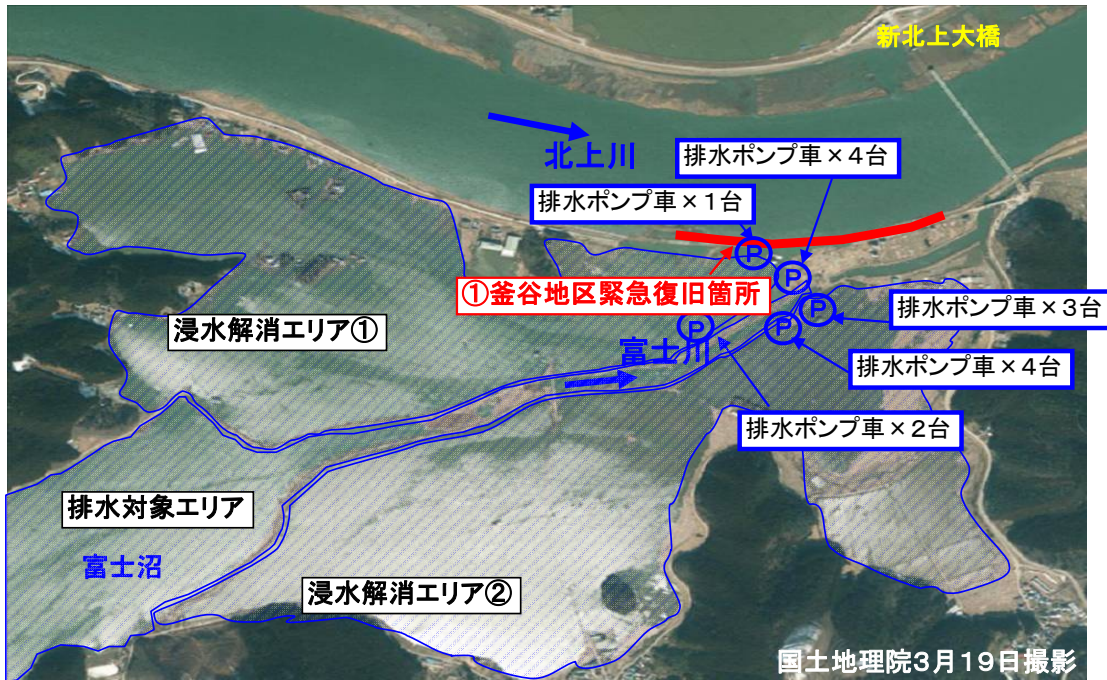 新北上大橋
北上川
排水ポンプ車×4台
排水ポンプ車×1台
P
P
①釜谷地区緊急復旧箇所
P
排水ポンプ車×3台
P
P
浸水解消エリア①
富士川
排水ポンプ車×4台
排水ポンプ車×2台
排水対象エリア
富士沼
浸水解消エリア②
国土地理院3月19日撮影